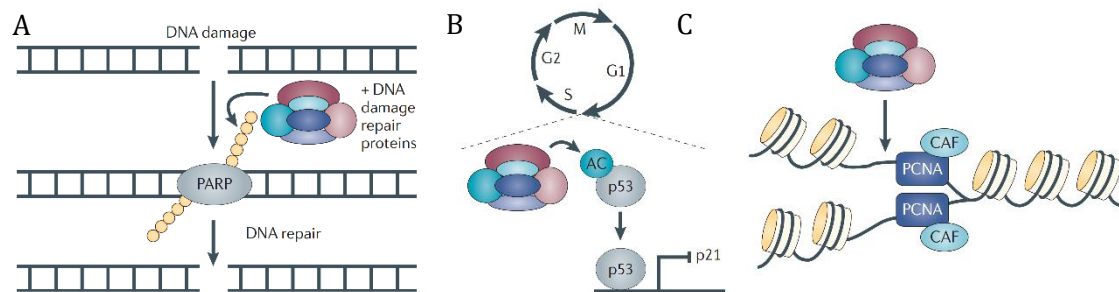 A
DNA damage
+ DNA
damage
repair
proteins
PARP
DNA repair
B
M
G2
G1
S
AC
p53
p53
p21
C
CAF
PCNA
PCNA
CAF